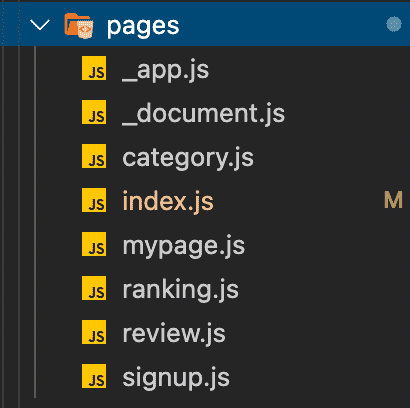 pages
JS _app.js
JS _document.js
JS category.js
JS index.js M
JS mypage.js
JS ranking.js
JS review.js
JS signup.js